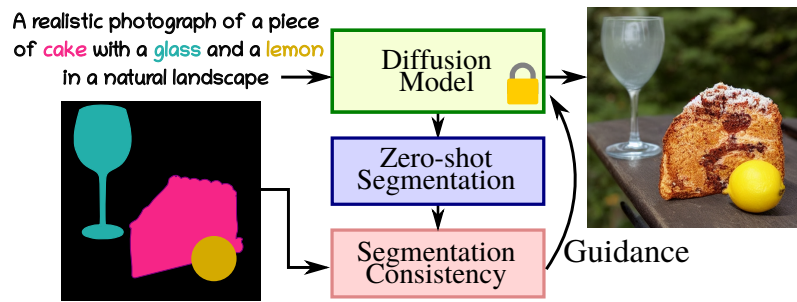 A realistic photograph of a piece
of cake with a glass and a lemon
in a natural landscape
Diffusion
Model
Zero-shot
Segmentation
Segmentation
Consistency
Guidance